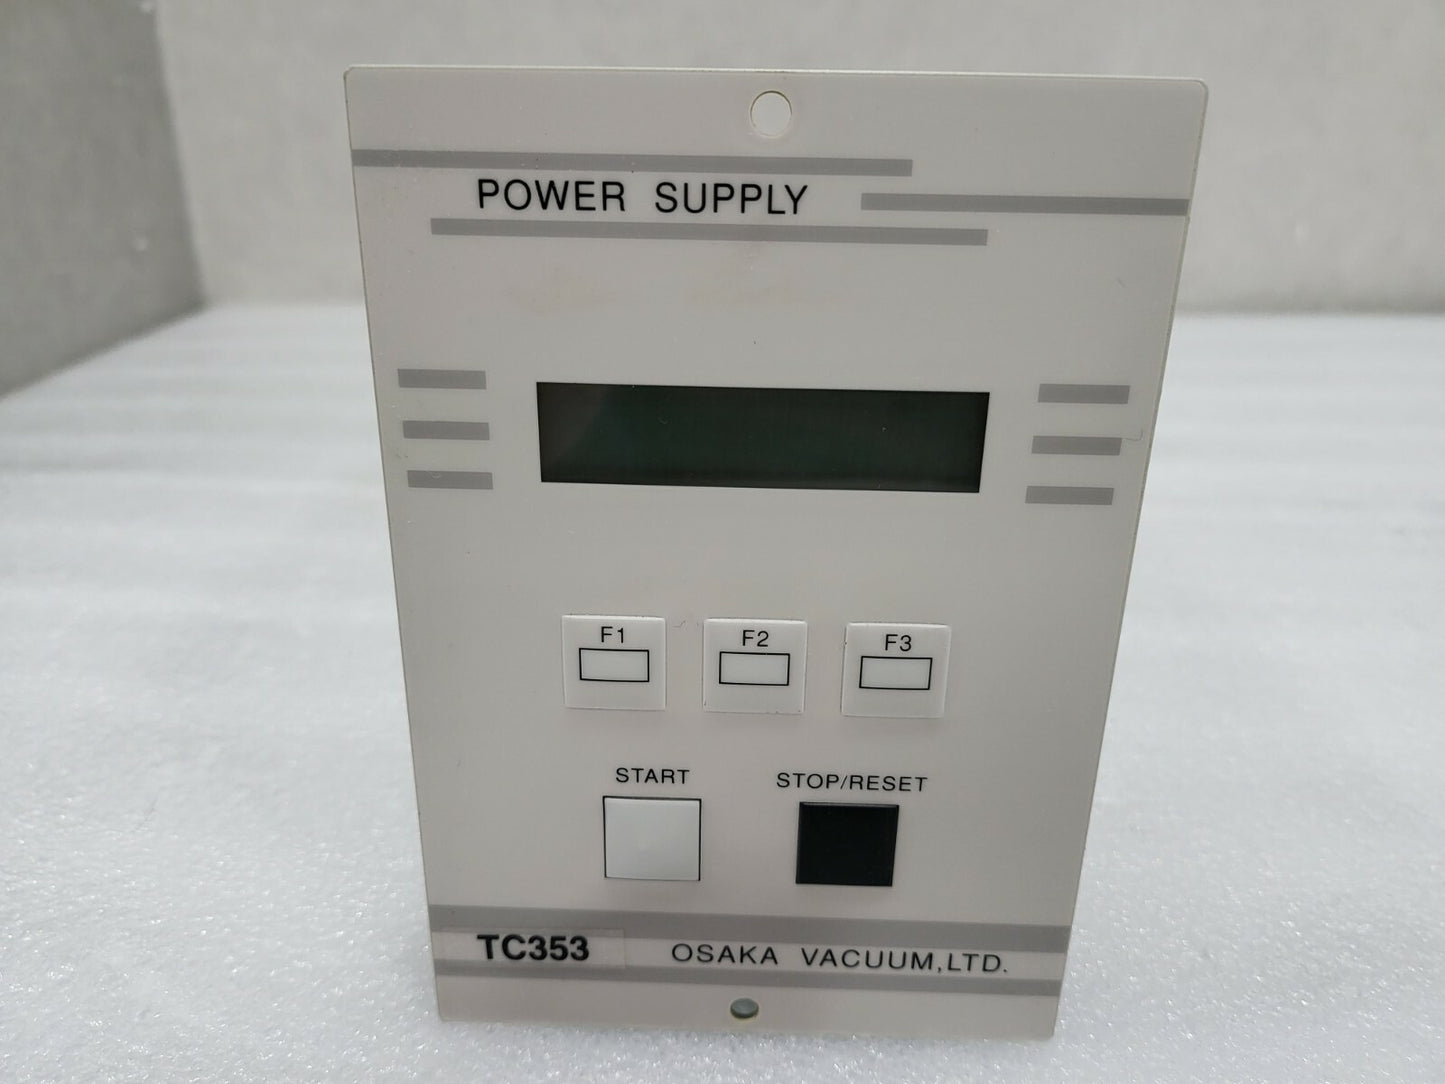 POWER SUPPLY
F1 F2 F3
START STOP/RESET
TC353 OSAKA VACUUM,LTD.